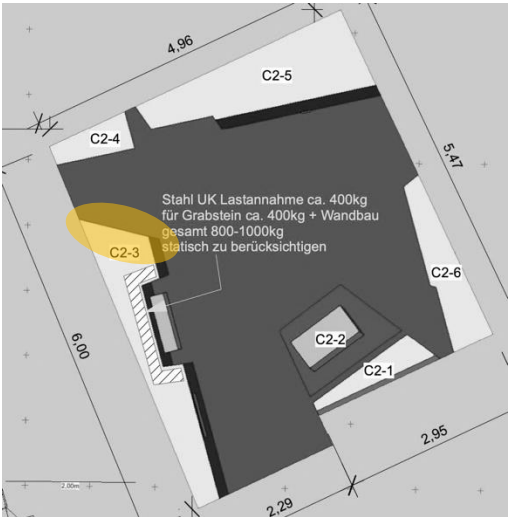 4,96
C2-5
C2-4
5,47
Stahl UK Lastannahme ca. 400kg
für Grabstein ca. 400kg + Wandbau
gesamt 800-1000kg
statisch zu berücksichtigen
C2-3
C2-6
6,00
C2-2
C2-1
2,95
2.00m
2,29